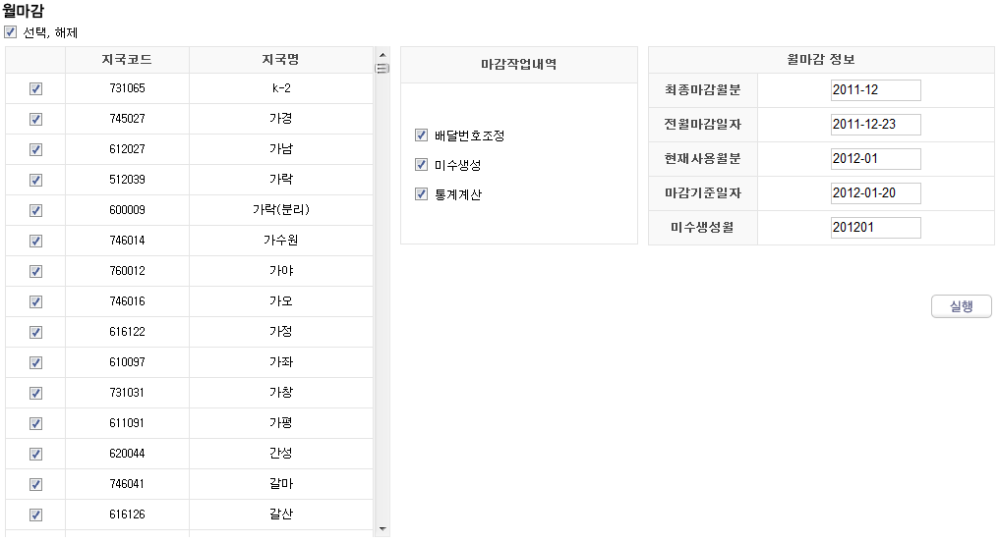 월마감
선택, 해제
지국코드 지국명
731065 k-2
745027 가경
612027 가남
512039 가락
600009 가락(분리)
746014 가수원
760012 가야
746016 가오
616122 가정
610097 가좌
731031 가창
611091 가평
620044 간성
746041 갈마
616126 갈산
마감작업내역
배달번호조정
미수생성
통계계산
월마감 정보
최종마감월분 2011-12
전월마감일자 2011-12-23
현재사용월분 2012-01
마감기준일자 2012-01-20
미수생성월 201201
실행